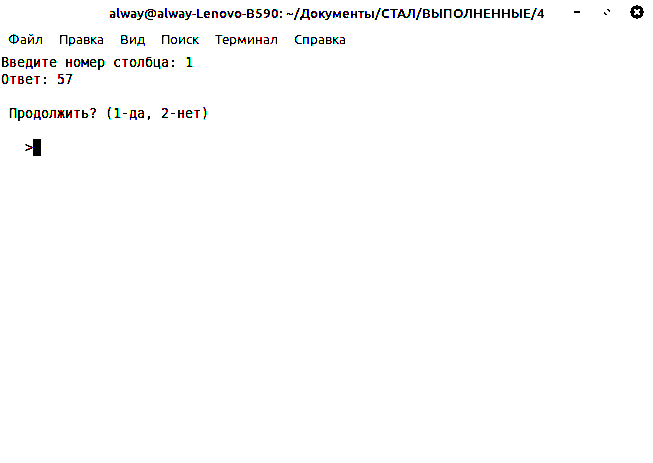 alway@alway-Lenovo-B590: ~/Документы/СТАЛ/ВЫПОЛНЕННЫЕ/4
Файл Правка Вид Поиск Терминал Справка
Введите номер столбца: 1
Ответ: 57
Продолжить? (1-да, 2-нет)
>